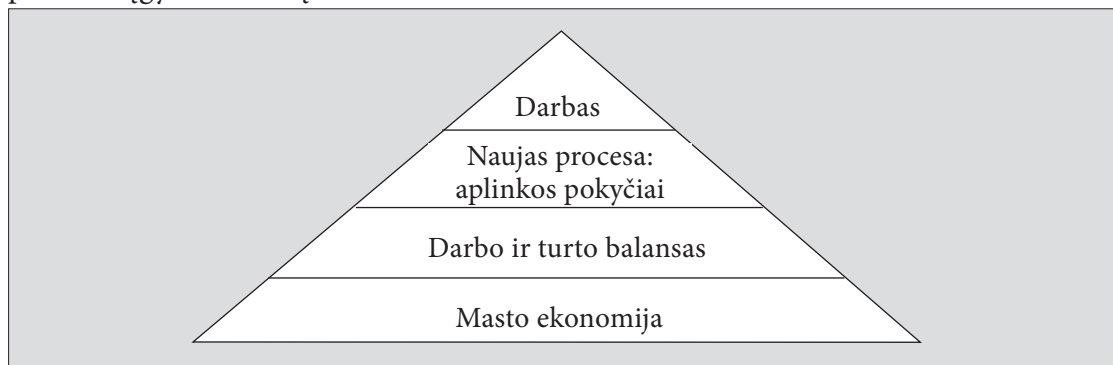 Darbas
Naujas procesa:
aplinkos pokyčiai
Darbo ir turto balansas
Masto ekonomija